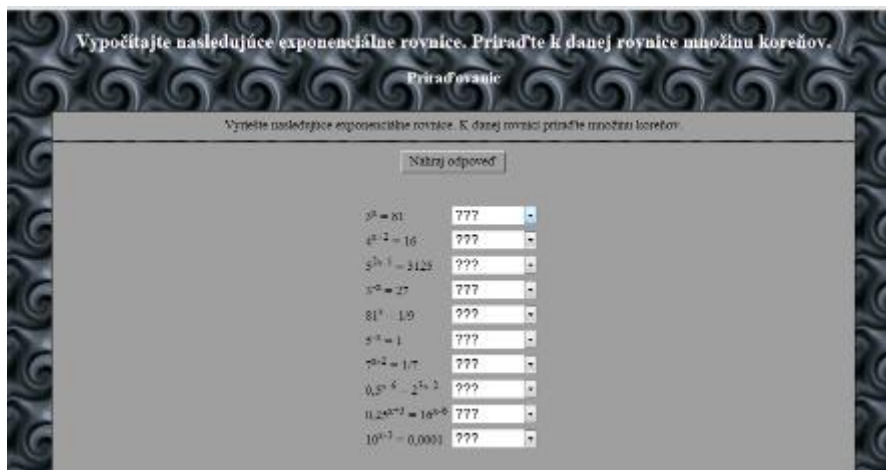 Vypočítajte nasledujúce exponenciálne rovnice. Priraďte k danej rovnice množinu koreňov.
Priraďovanie
Vyriešte nasledujúce exponenciálne rovnice. K danej rovnici priraďte množinu koreňov.
Nahraj odpoveď
= 81 ???
= 16 ???
= 3125 ???
= 27 ???
= 1/9 ???
= 1 ???
= 1/7 ???
???
???
= 0,0001 ???